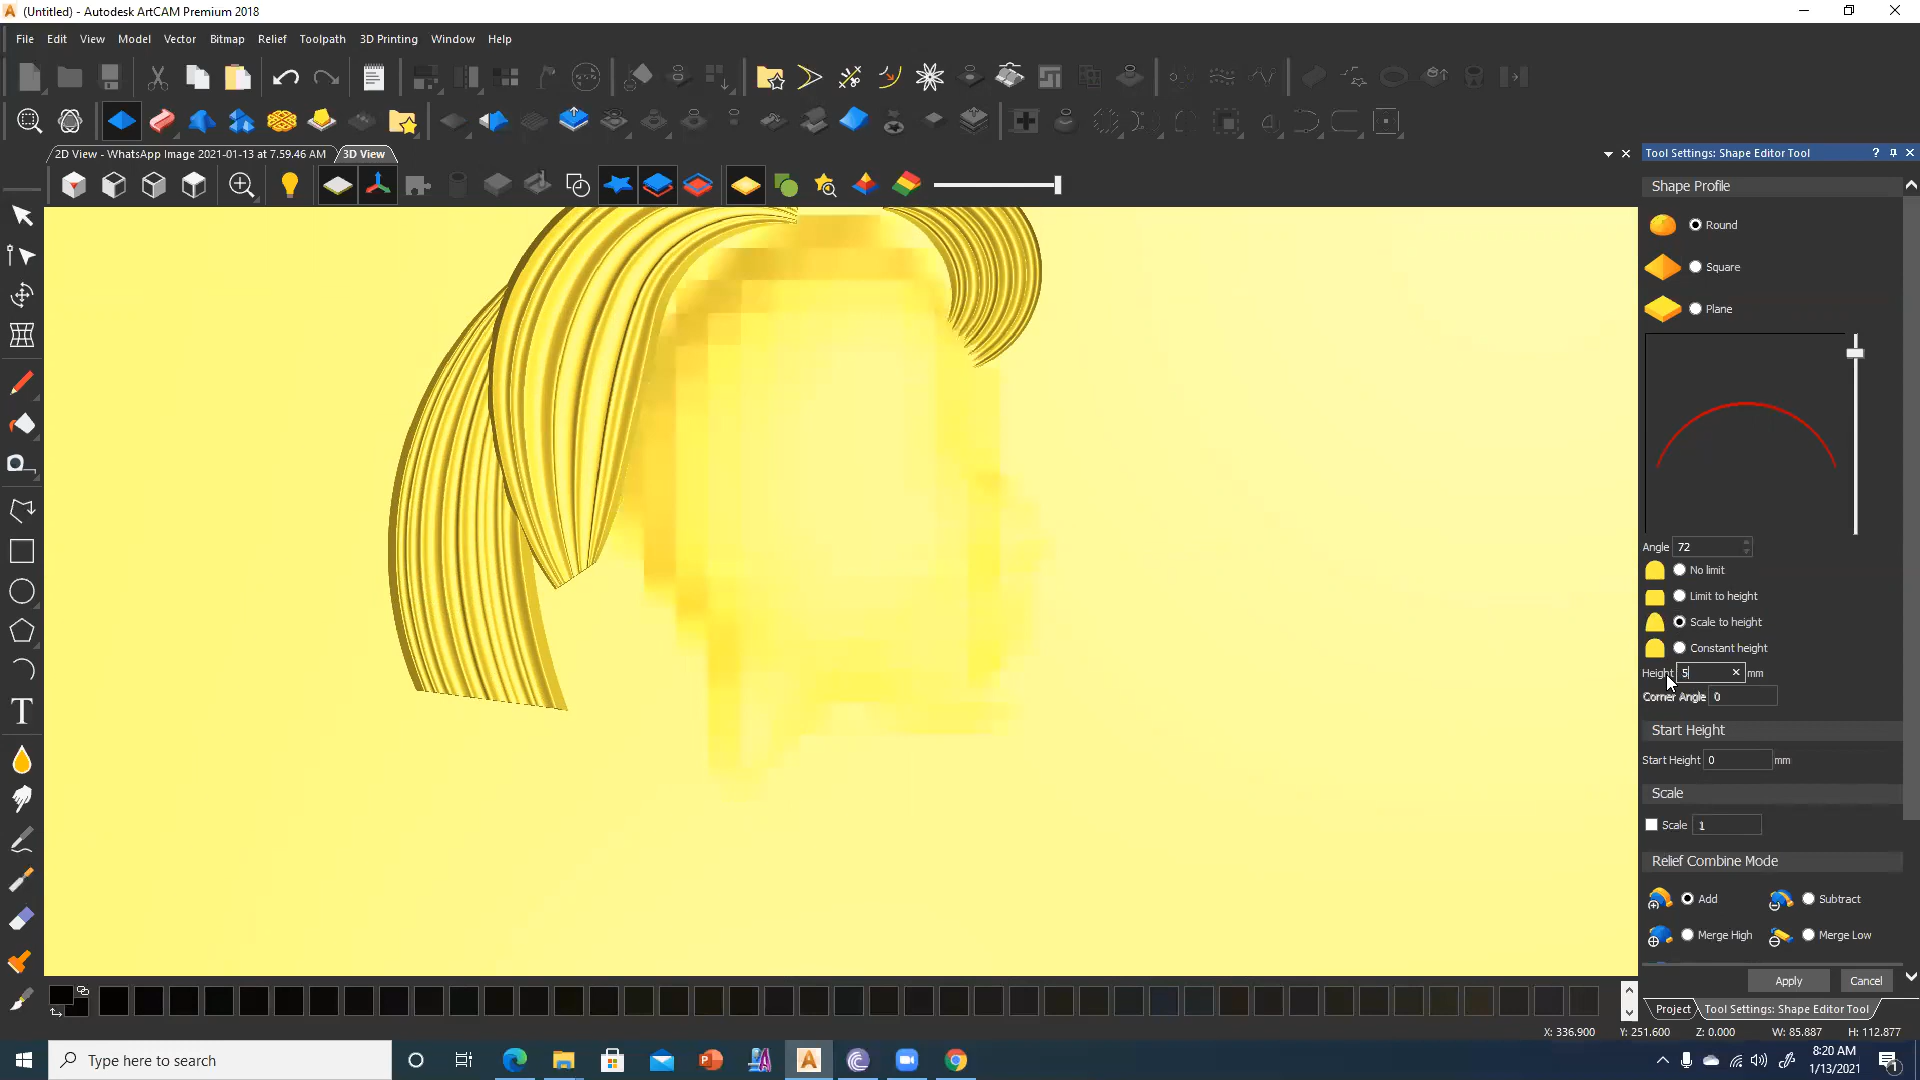 (Untitled) - Autodesk ArtCAM Premium 2018
File Edit View Model Vector Bitmap Relief Toolpath 3D Printing Window Help
2D View - WhatsApp Image 2021-01-13 at 7.59.46 AM
3D View
Tool Settings: Shape Editor Tool
Shape Profile
Round
Square
Plane
Angle 72
No limit
Limit to height
Scale to height
Constant height
Height 5 mm
Corner Angle 0
Start Height
Start Height 0 mm
Scale
Scale 1
Relief Combine Mode
Add Subtract
Merge High Merge Low
Apply Cancel
Project Tool Settings: Shape Editor Tool
X: 336.900 Y: 251.600 Z: 0.000 W: 85.887 H: 112.877
Type here to search
8:20 AM
1/13/2021